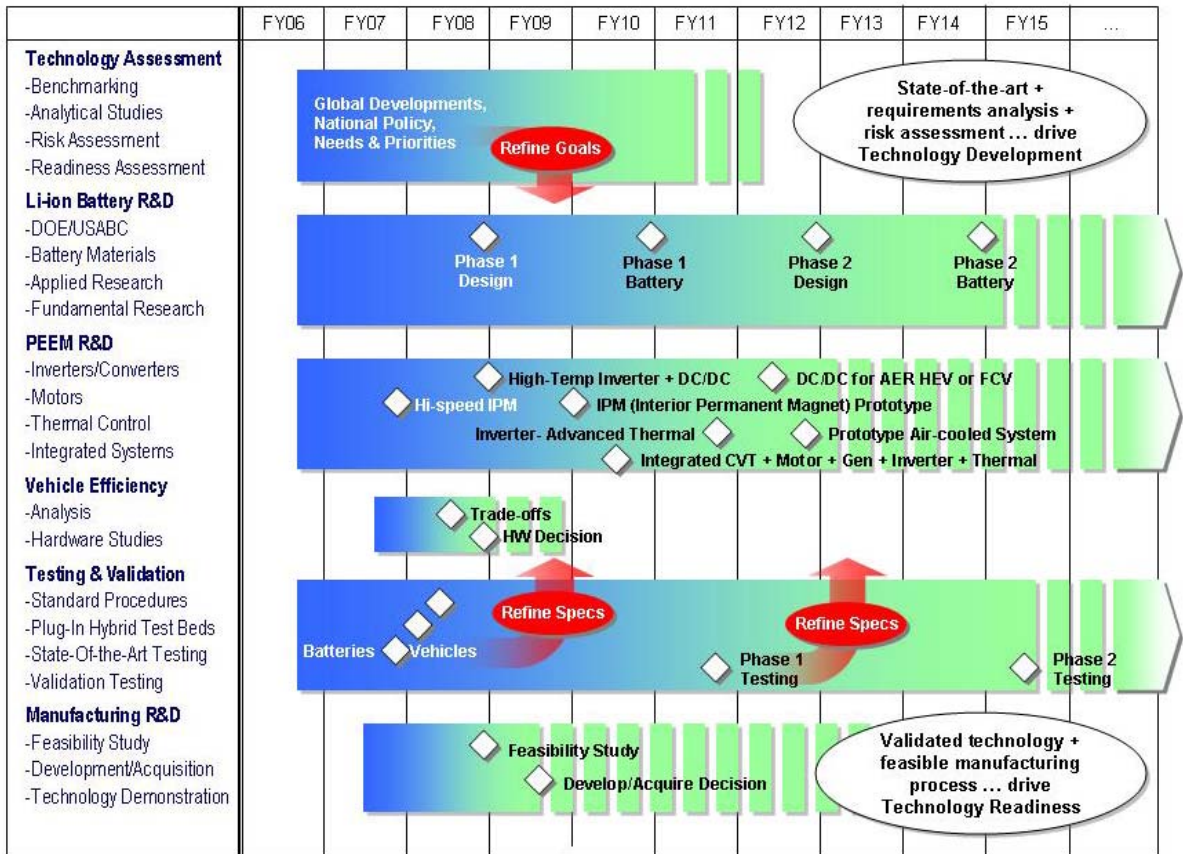 FY06 FY07 FY08 FY09 FY10 FY11 FY12 FY13 FY14 FY15 ...
Technology Assessment
-Benchmarking
-Analytical Studies
-Risk Assessment
-Readiness Assessment
Global Developments,
National Policy,
Needs & Priorities
Refine Goals
State-of-the-art +
requirements analysis +
risk assessment ... drive
Technology Development
Li-ion Battery R&D
-DOE/USABC
-Battery Materials
-Applied Research
-Fundamental Research
Phase 1
Design
Phase 1
Battery
Phase 2
Design
Phase 2
Battery
PEEM R&D
-Inverters/Converters
-Motors
-Thermal Control
-Integrated Systems
High-Temp Inverter + DC/DC
DC/DC for AER HEV or FCV
Hi-speed IPM
IPM (Interior Permanent Magnet) Prototype
Inverter- Advanced Thermal
Prototype Air-cooled System
Integrated CVT + Motor + Gen + Inverter + Thermal
Vehicle Efficiency
-Analysis
-Hardware Studies
Trade-offs
HW Decision
Testing & Validation
-Standard Procedures
-Plug-In Hybrid Test Beds
-State-Of-the-Art Testing
-Validation Testing
Batteries
Vehicles
Refine Specs
Refine Specs
Phase 1
Testing
Phase 2
Testing
Manufacturing R&D
-Feasibility Study
-Development/Acquisition
-Technology Demonstration
Feasibility Study
Develop/Acquire Decision
Validated technology +
feasible manufacturing
process ... drive
Technology Readiness